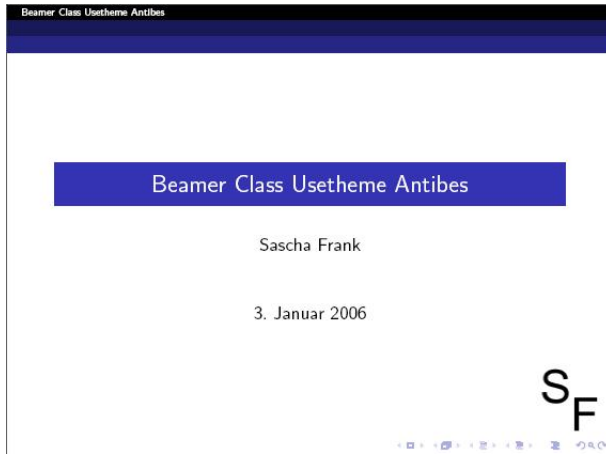 Beamer Class Usetheme Antibes
Beamer Class Usetheme Antibes
Sascha Frank
3. Januar 2006
S
F